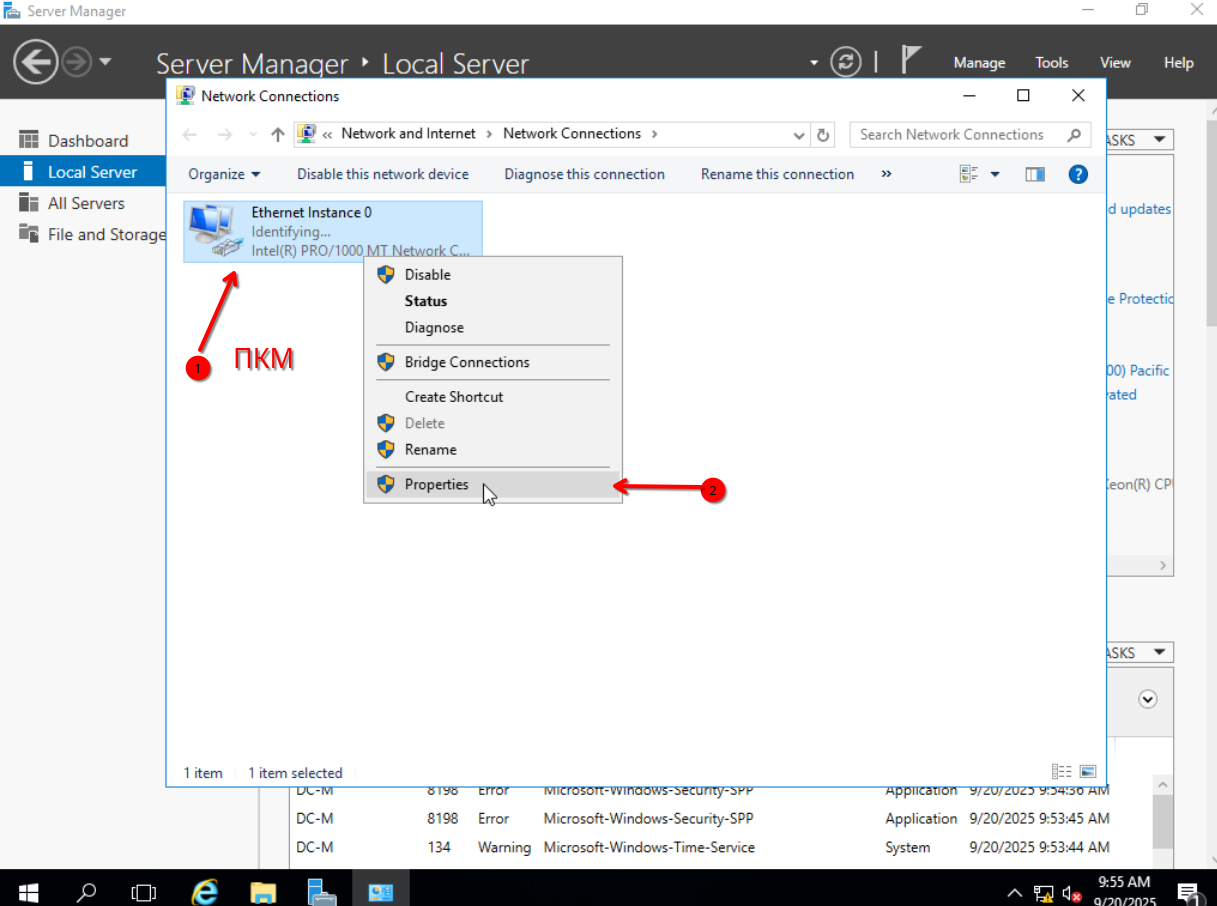 Server Manager
Server Manager • Local Server
Manage Tools View Help
Network Connections
« Network and Internet > Network Connections >
Search Network Connections
Organize
Disable this network device
Diagnose this connection
Rename this connection
»
Dashboard
Local Server
All Servers
File and Storage
Ethernet Instance 0
Identifying...
Intel(R) PRO/1000 MT Network C...
Disable
Status
Diagnose
Bridge Connections
Create Shortcut
Delete
Rename
Properties
1
ПКМ
2
ASKS
d updates
e Protectio
00) Pacific
vated
eon(R) CP
ASKS
1 item
1 item selected
DC-M 8198 Error Microsoft-Windows-Security-SPP Application 9/20/2025 9:54:36 AM
DC-M 8198 Error Microsoft-Windows-Security-SPP Application 9/20/2025 9:53:45 AM
DC-M 134 Warning Microsoft-Windows-Time-Service System 9/20/2025 9:53:44 AM
9:55 AM
9/20/2025
1